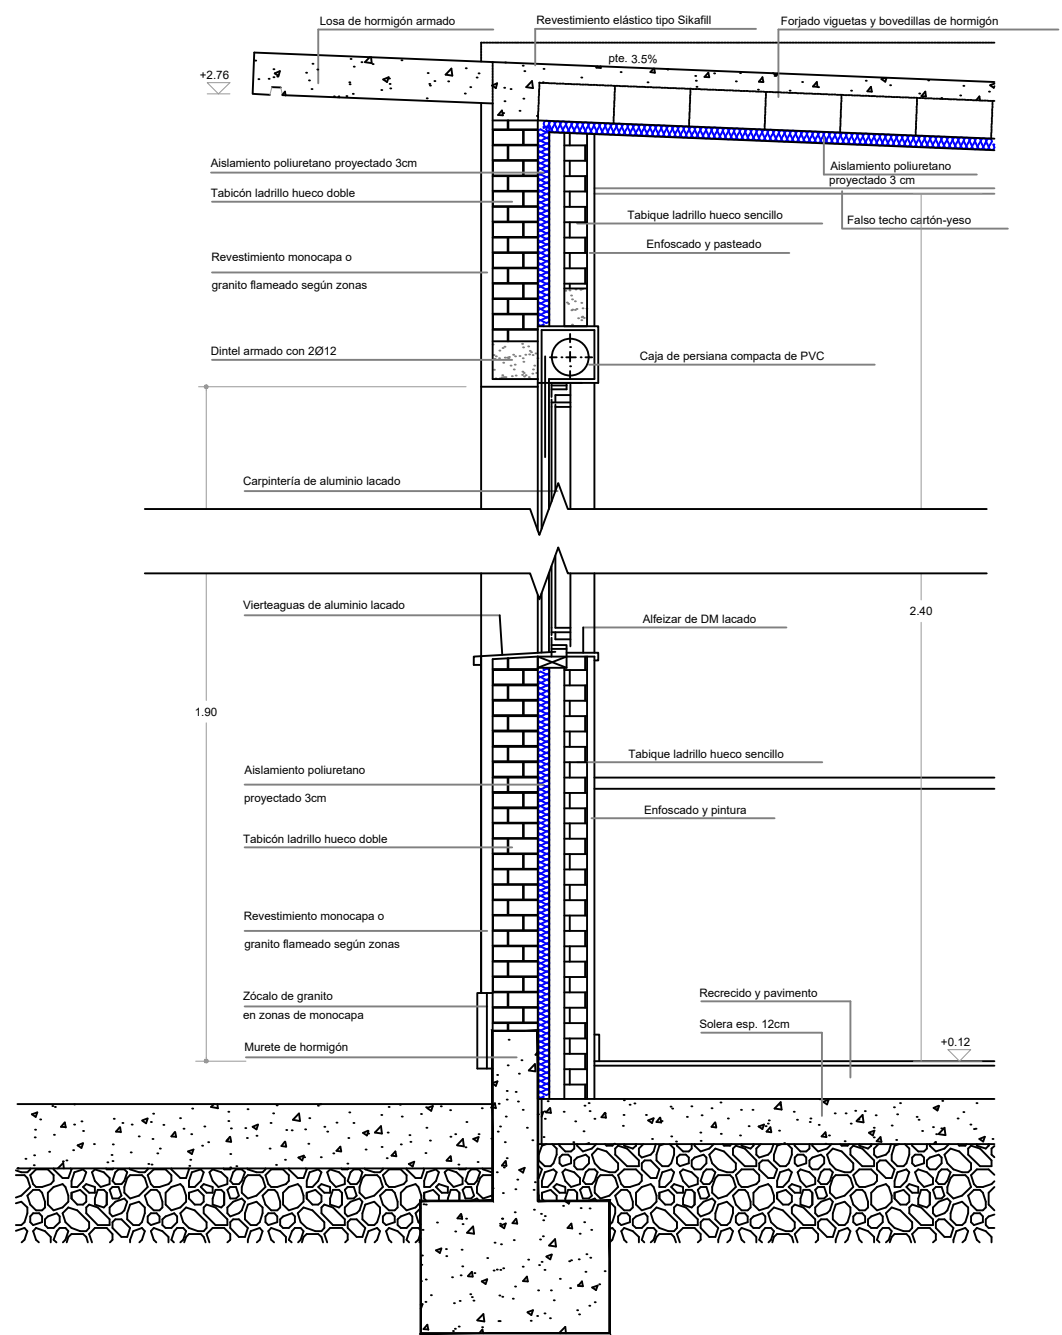 Losa de hormigón armado
Revestimiento elástico tipo Sikafill
Forjado viguetas y bovedillas de hormigón
pte. 3.5%
+2.76
Aislamiento poliuretano proyectado 3cm
Aislamiento poliuretano
proyectado 3 cm
Tabicón ladrillo hueco doble
Tabique ladrillo hueco sencillo
Falso techo cartón-yeso
Enfoscado y pasteado
Revestimiento monocapa o
granito flameado según zonas
Dintel armado con 2Ø12
Caja de persiana compacta de PVC
Carpintería de aluminio lacado
Vierteaguas de aluminio lacado
Alfeizar de DM lacado
2.40
1.90
Tabique ladrillo hueco sencillo
Aislamiento poliuretano
proyectado 3cm
Enfoscado y pintura
Tabicón ladrillo hueco doble
Revestimiento monocapa o
granito flameado según zonas
Zócalo de granito
en zonas de monocapa
Recrecido y pavimento
Solera esp. 12cm
Murete de hormigón
+0.12